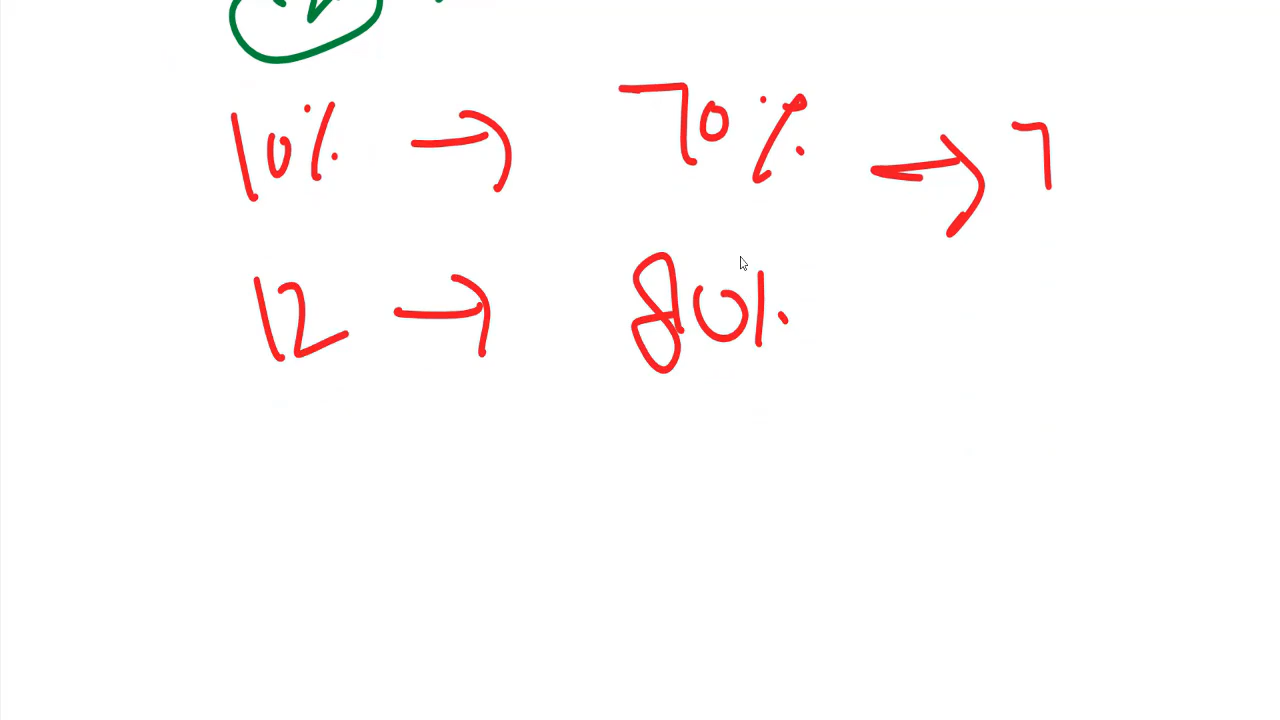 10% → 70% → 7
12 → 80%